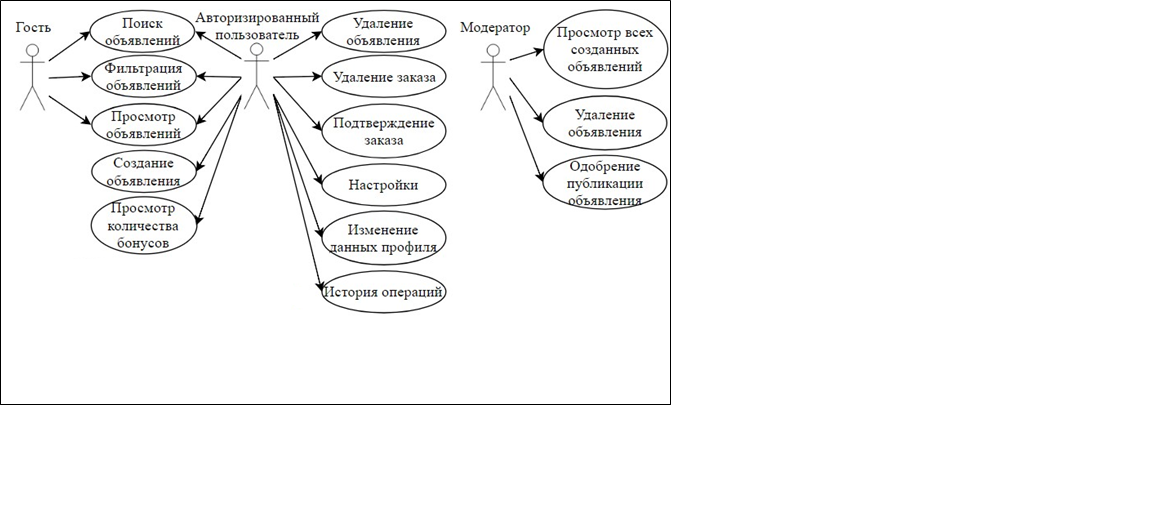 Гость
Поиск
объявлений
Фильтрация
объявлений
Просмотр
объявлений
Создание
объявления
Просмотр
количества
бонусов
Авторизированный
пользователь
Удаление
объявления
Удаление заказа
Подтверждение
заказа
Настройки
Изменение
данных профиля
История операций
Модератор
Просмотр всех
созданных
объявлений
Удаление
объявления
Одобрение
публикации
объявления